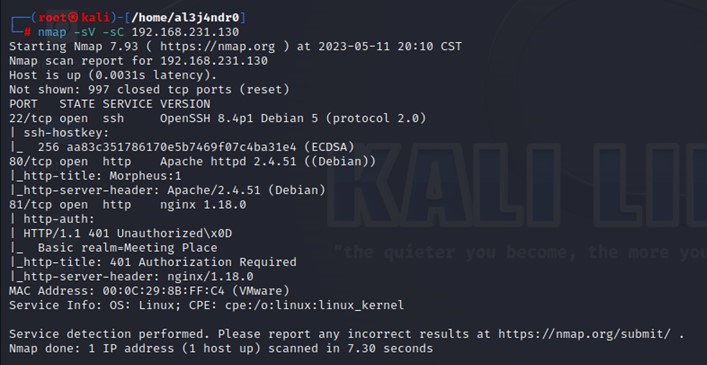 ┌──(root㉿kali)-[/home/al3j4ndr0]
└─# nmap -sV -sC 192.168.231.130
Starting Nmap 7.93 ( https://nmap.org ) at 2023-05-11 20:10 CST
Nmap scan report for 192.168.231.130
Host is up (0.0031s latency).
Not shown: 997 closed tcp ports (reset)
PORT   STATE SERVICE VERSION
22/tcp open  ssh     OpenSSH 8.4p1 Debian 5 (protocol 2.0)
| ssh-hostkey:
|_  256 aa83c351786170e5b7469f07c4ba31e4 (ECDSA)
80/tcp open  http    Apache httpd 2.4.51 ((Debian))
|_http-title: Morpheus:1
|_http-server-header: Apache/2.4.51 (Debian)
81/tcp open  http    nginx 1.18.0
| http-auth:
| HTTP/1.1 401 Unauthorized\x0D
|_  Basic realm=Meeting Place
|_http-title: 401 Authorization Required
|_http-server-header: nginx/1.18.0
MAC Address: 00:0C:29:8B:FF:C4 (VMware)
Service Info: OS: Linux; CPE: cpe:/o:linux:linux_kernel
Service detection performed. Please report any incorrect results at https://nmap.org/submit/ .
Nmap done: 1 IP address (1 host up) scanned in 7.30 seconds
KALI LI
"the quieter you become, the more you